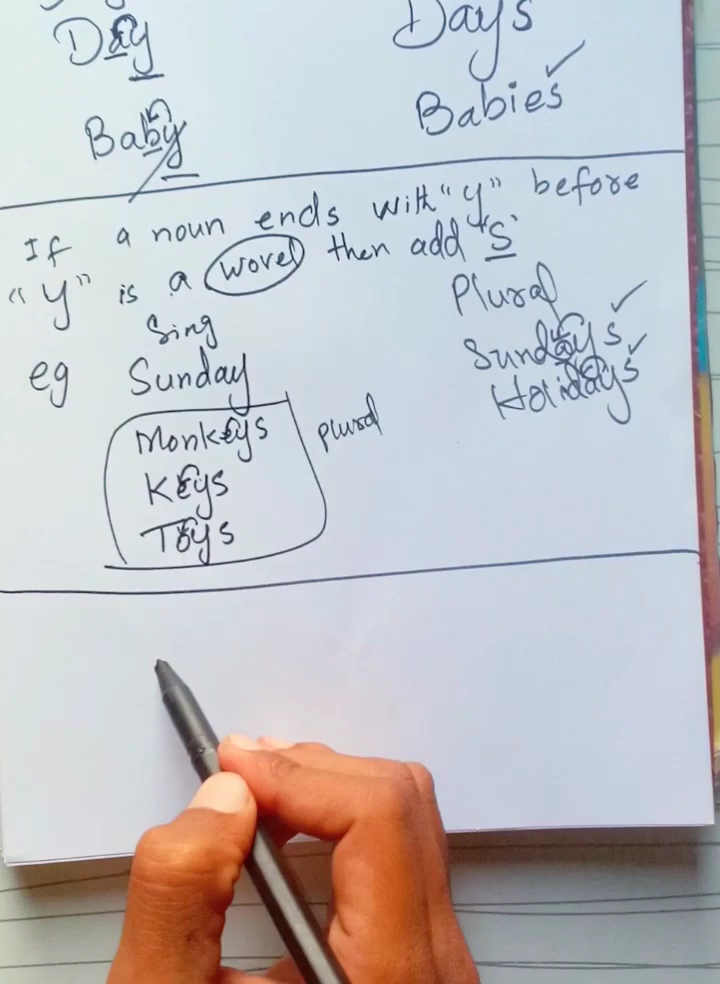 Day Days
Baby Babies ✓
If a noun ends with "y" before
"y" is a wovel then add "S"
Sing Plural
eg Sunday Sundays ✓
Holidays ✓
Monkeys plural
Keys
Toys